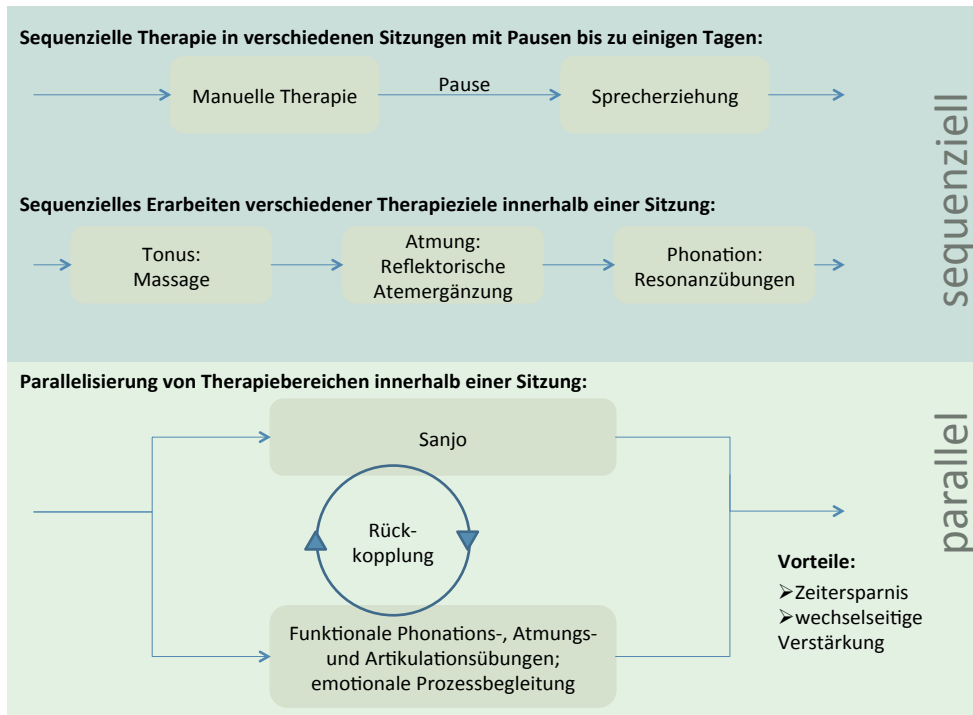 Sequenzielle Therapie in verschiedenen Sitzungen mit Pausen bis zu einigen Tagen:
Manuelle Therapie
Pause
Sprecherziehung
sequenziell
Sequenzielles Erarbeiten verschiedener Therapieziele innerhalb einer Sitzung:
Tonus:
Massage
Atmung:
Reflektorische
Atemergänzung
Phonation:
Resonanzübungen
Parallelisierung von Therapiebereichen innerhalb einer Sitzung:
parallel
Sanjo
Rück-
kopplung
Funktionale Phonations-, Atmungs-
und Artikulationsübungen;
emotionale Prozessbegleitung
Vorteile:
➢Zeitersparnis
➢wechselseitige
Verstärkung